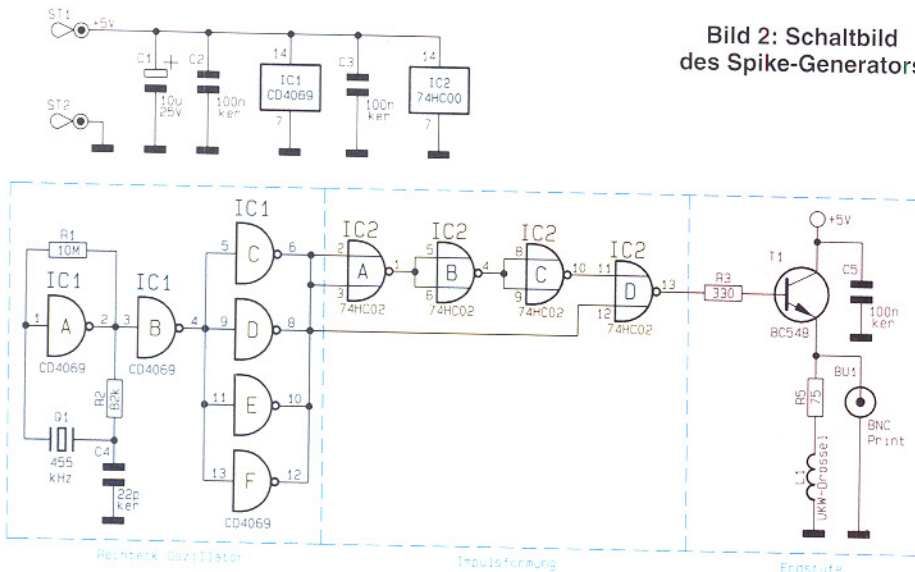 Bild 2: Schaltbild
des Spike-Generators
ST1
+5V
C1
+
10u
25V
C2
100n
ker
14
IC1
CD4069
7
C3
100n
ker
14
IC2
74HC00
7
ST2
R1
10M
IC1
1
A
2
CD4069
R2
82k
Q1
455
kHz
C4
22p
ker
IC1
3
B
4
CD4069
IC1
5
C
6
9
D
8
11
E
10
13
F
12
CD4069
IC2
2
3
A
1
74HC02
IC2
5
6
B
4
74HC02
IC2
8
9
C
10
74HC02
IC2
11
12
D
13
74HC02
R3
330
+5V
T1
BC548
C5
100n
ker
R5
75
L1
UKW-Drossel
BU1
BNC
Print
Rechteck Oszillator
Impulsformung
Endstufe